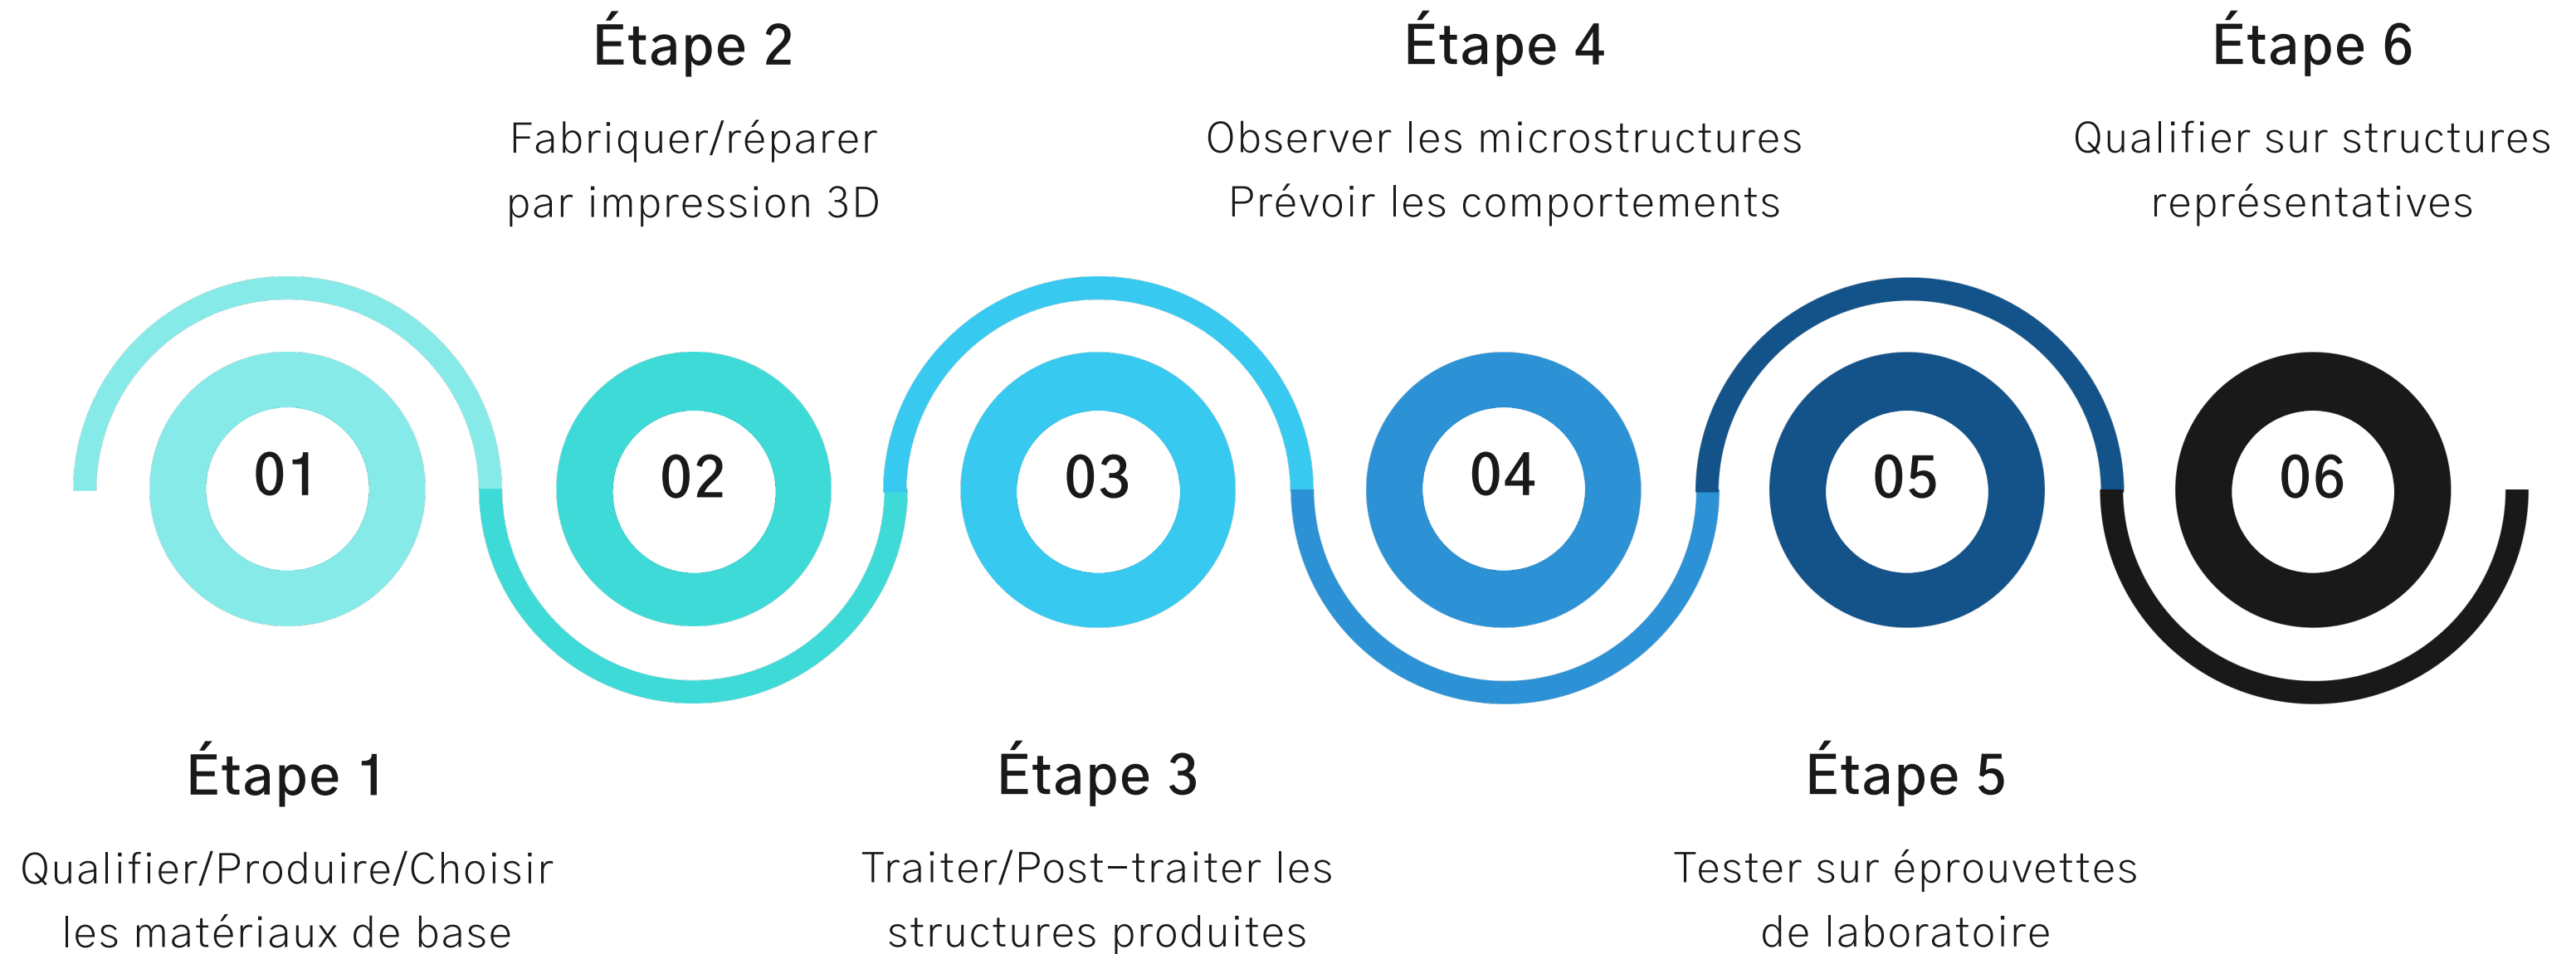 Étape 2
Fabriquer/réparer
par impression 3D
Étape 4
Observer les microstructures
Prévoir les comportements
Étape 6
Qualifier sur structures
représentatives
01
02
03
04
05
06
Étape 1
Qualifier/Produire/Choisir
les matériaux de base
Étape 3
Traiter/Post-traiter les
structures produites
Étape 5
Tester sur éprouvettes
de laboratoire